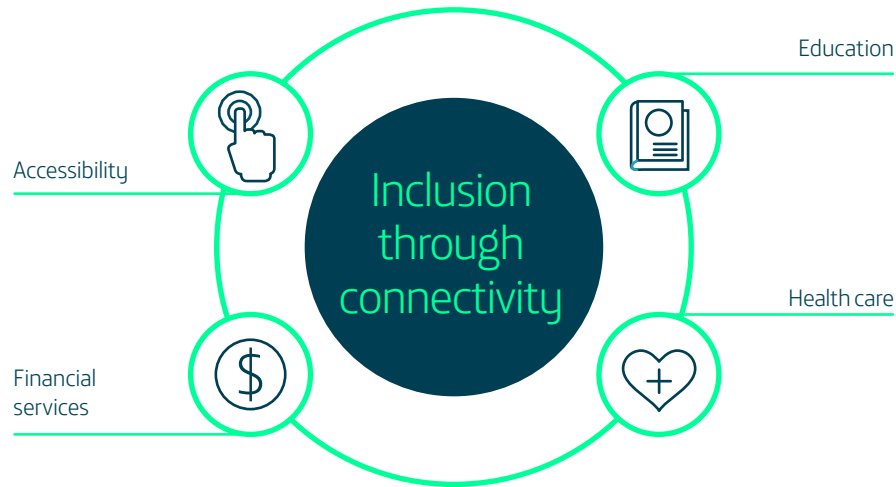 Education
Accessibility
Inclusion
through
connectivity
Health care
$
Financial
services